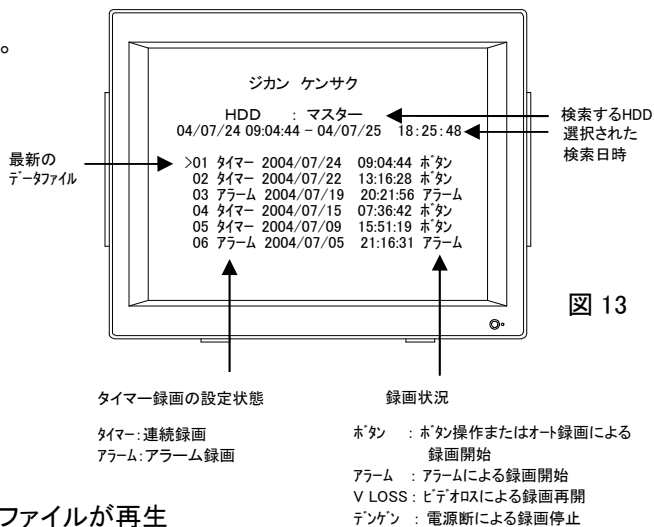 。
ジカン ケンサク
HDD : マスター
04/07/24 09:04:44 - 04/07/25 18:25:48
>01 ﾀｲﾏｰ 2004/07/24 09:04:44 ﾎﾞﾀﾝ
02 ﾀｲﾏｰ 2004/07/22 13:16:28 ﾎﾞﾀﾝ
03 ｱﾗｰﾑ 2004/07/19 20:21:56 ｱﾗｰﾑ
04 ﾀｲﾏｰ 2004/07/15 07:36:42 ﾎﾞﾀﾝ
05 ﾀｲﾏｰ 2004/07/09 15:51:19 ﾎﾞﾀﾝ
06 ｱﾗｰﾑ 2004/07/05 21:16:31 ｱﾗｰﾑ
最新の
ﾃﾞｰﾀﾌｧｲﾙ
検索するHDD
選択された
検索日時
図 13
タイマー録画の設定状態
ﾀｲﾏｰ：連続録画
ｱﾗｰﾑ：アラーム録画
録画状況
ﾎﾞﾀﾝ ：ﾎﾞﾀﾝ操作またはｵｰﾄ録画による
録画開始
ｱﾗｰﾑ ：ｱﾗｰﾑによる録画開始
V LOSS：ﾋﾞﾃﾞｵﾛｽによる録画再開
ﾃﾞﾝｹﾞﾝ ：電源断による録画停止
ファイルが再生